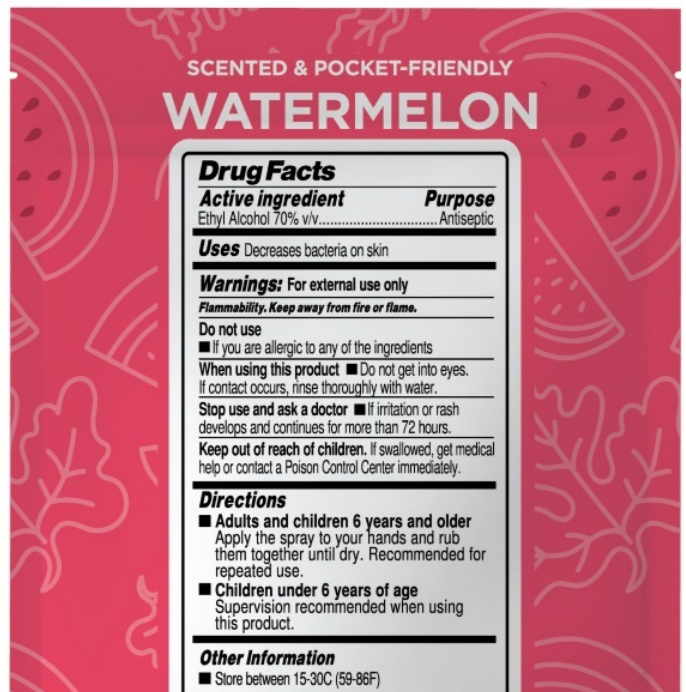 SCENTED & POCKET-FRIENDLY
WATERMELON
Drug Facts
Active ingredient Purpose
Ethyl Alcohol 70% v/v................................Antiseptic
Uses Decreases bacteria on skin
Warnings: For external use only
Flammability. Keep away from fire or flame.
Do not use
■ If you are allergic to any of the ingredients
When using this product ■ Do not get into eyes.
If contact occurs, rinse thoroughly with water.
Stop use and ask a doctor ■ If irritation or rash
develops and continues for more than 72 hours.
Keep out of reach of children. If swallowed, get medical
help or contact a Poison Control Center immediately.
Directions
■ Adults and children 6 years and older
Apply the spray to your hands and rub
them together until dry. Recommended for
repeated use.
■ Children under 6 years of age
Supervision recommended when using
this product.
Other Information
■ Store between 15-30C (59-86F)